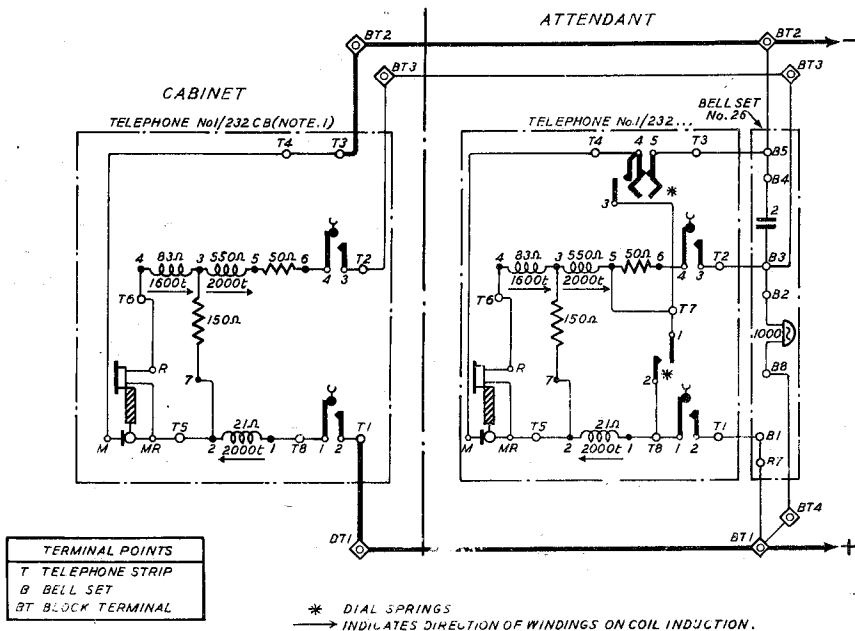 ATTENDANT
BT2
BT2
−
BT3
BT3
CABINET
BELL SET
No. 26
TELEPHONE No1/232 CB (NOTE.1)
TELEPHONE No.1/232...
T4
T3
T4
4
5
T3
B5
B4
*
3
2
4
83Ω
3
550Ω
5
50Ω
6
1600t
2000t
4
3
T2
4
83Ω
3
550Ω
5
50Ω
6
1600t
2000t
4
3
T2
B3
T6
150Ω
T6
150Ω
T7
B2
1
1000
R
7
R
7
2
*
B8
M
MR
T5
2
21Ω
2000t
1
T8
1
2
T1
M
MR
T5
2
21Ω
2000t
1
T8
1
2
T1
B1
B7
BT4
BT1
BT1
+
TERMINAL POINTS
T TELEPHONE STRIP
B BELL SET
BT BLOCK TERMINAL
* DIAL SPRINGS
→ INDICATES DIRECTION OF WINDINGS ON COIL INDUCTION.